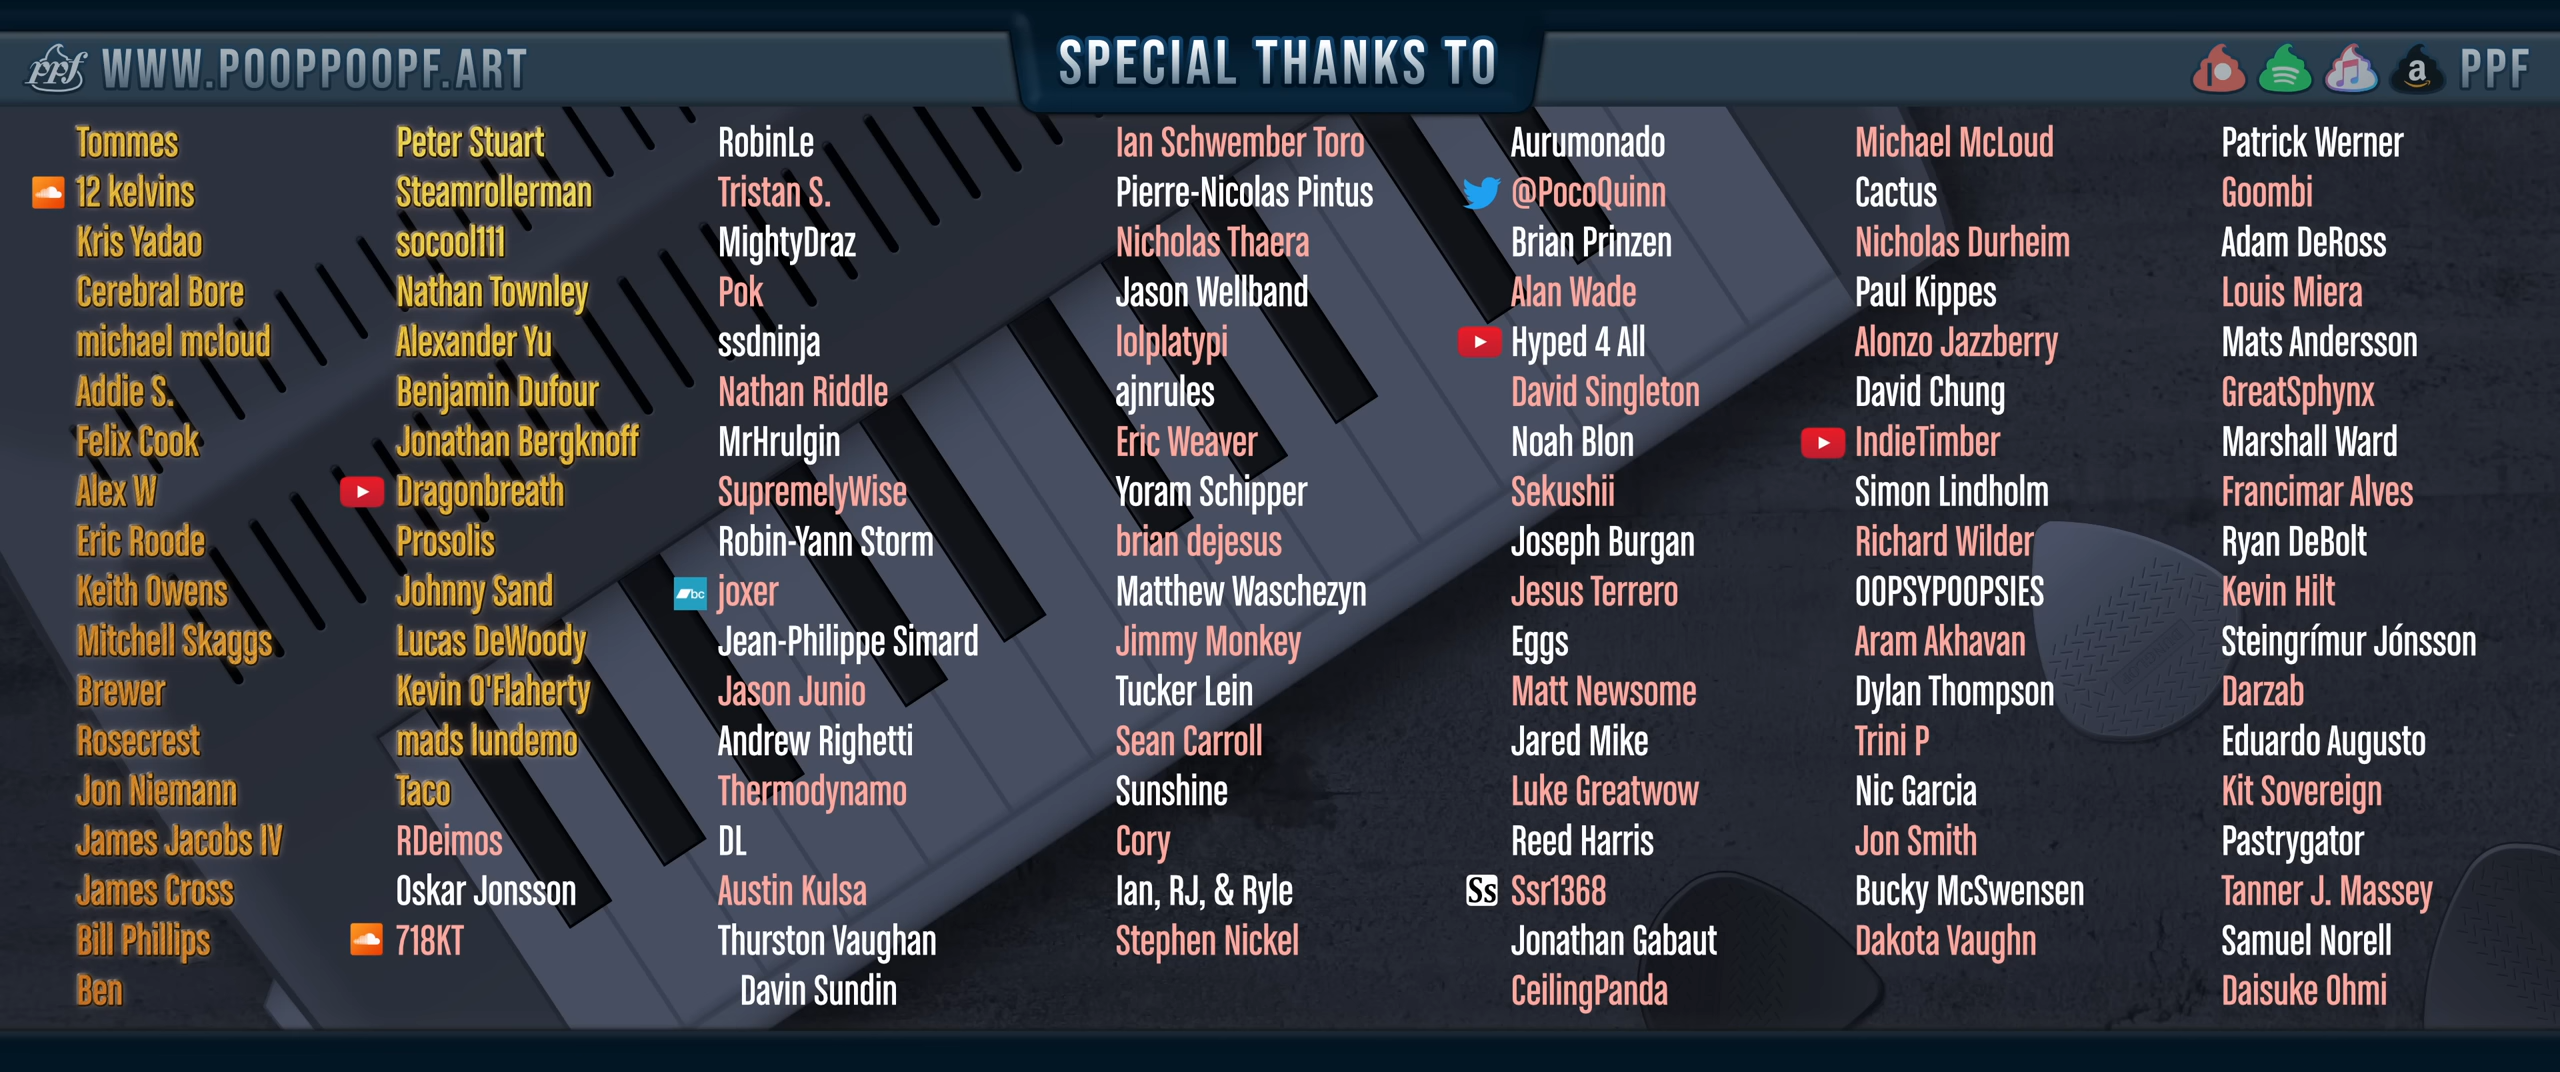 ppf WWW.POOPPOOPF.ART
SPECIAL THANKS TO
PPF
Tommes
12 kelvins
Kris Yadao
Cerebral Bore
michael mcloud
Addie S.
Felix Cook
Alex W
Eric Roode
Keith Owens
Mitchell Skaggs
Brewer
Rosecrest
Jon Niemann
James Jacobs IV
James Cross
Bill Phillips
Ben
Peter Stuart
Steamrollerman
socool111
Nathan Townley
Alexander Yu
Benjamin Dufour
Jonathan Bergknoff
Dragonbreath
Prosolis
Johnny Sand
Lucas DeWoody
Kevin O'Flaherty
mads lundemo
Taco
RDeimos
Oskar Jonsson
718KT
RobinLe
Tristan S.
MightyDraz
Pok
ssdninja
Nathan Riddle
MrHrulgin
SupremelyWise
Robin-Yann Storm
bc joxer
Jean-Philippe Simard
Jason Junio
Andrew Righetti
Thermodynamo
DL
Austin Kulsa
Thurston Vaughan
Davin Sundin
Ian Schwember Toro
Pierre-Nicolas Pintus
Nicholas Thaera
Jason Wellband
lolplatypi
ajnrules
Eric Weaver
Yoram Schipper
brian dejesus
Matthew Waschezyn
Jimmy Monkey
Tucker Lein
Sean Carroll
Sunshine
Cory
Ian, RJ, & Ryle
Stephen Nickel
Aurumonado
@PocoQuinn
Brian Prinzen
Alan Wade
Hyped 4 All
David Singleton
Noah Blon
Sekushii
Joseph Burgan
Jesus Terrero
Eggs
Matt Newsome
Jared Mike
Luke Greatwow
Reed Harris
Ss Ssr1368
Jonathan Gabaut
CeilingPanda
Michael McLoud
Cactus
Nicholas Durheim
Paul Kippes
Alonzo Jazzberry
David Chung
IndieTimber
Simon Lindholm
Richard Wilder
OOPSYPOOPSIES
Aram Akhavan
Dylan Thompson
Trini P
Nic Garcia
Jon Smith
Bucky McSwensen
Dakota Vaughn
Patrick Werner
Goombi
Adam DeRoss
Louis Miera
Mats Andersson
GreatSphynx
Marshall Ward
Francimar Alves
Ryan DeBolt
Kevin Hilt
Steingrímur Jónsson
Darzab
Eduardo Augusto
Kit Sovereign
Pastrygator
Tanner J. Massey
Samuel Norell
Daisuke Ohmi